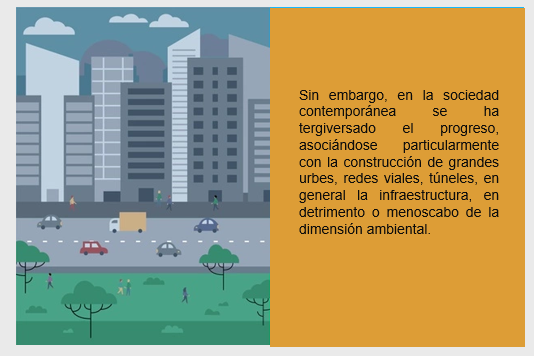 Sin embargo, en la sociedad
contemporánea se ha
tergiversado el progreso,
asociándose particularmente
con la construcción de grandes
urbes, redes viales, túneles, en
general la infraestructura, en
detrimento o menoscabo de la
dimensión ambiental.